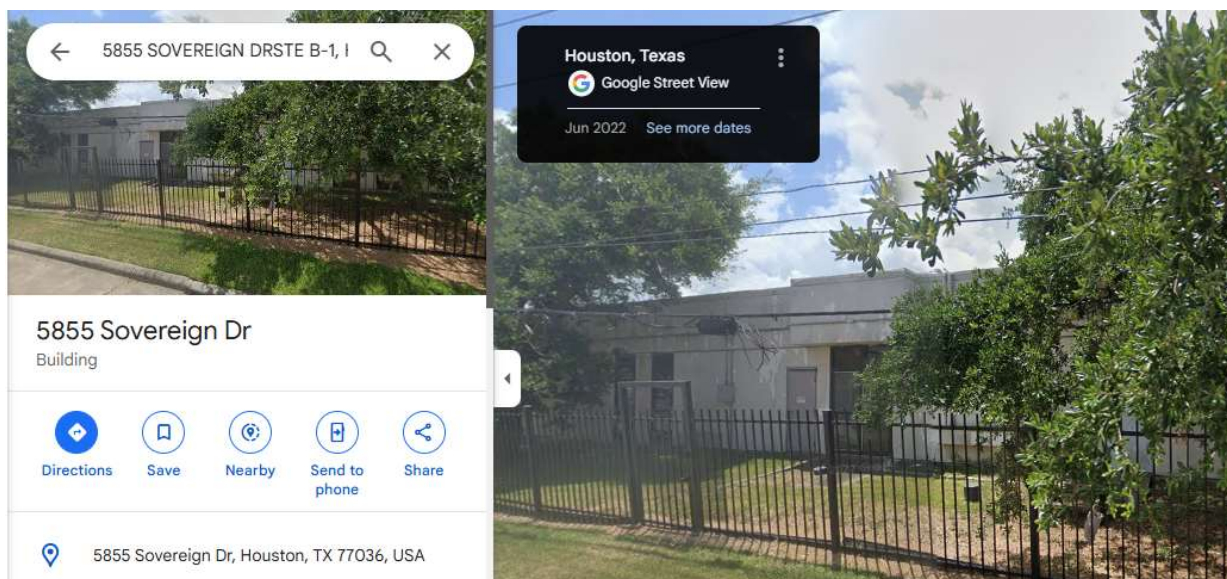 5855 SOVEREIGN DRSTE B-1,
5855 Sovereign Dr
Building
Directions
Save
Nearby
Send to
phone
Share
5855 Sovereign Dr, Houston, TX 77036, USA
Houston, Texas
Google Street View
Jun 2022 See more dates